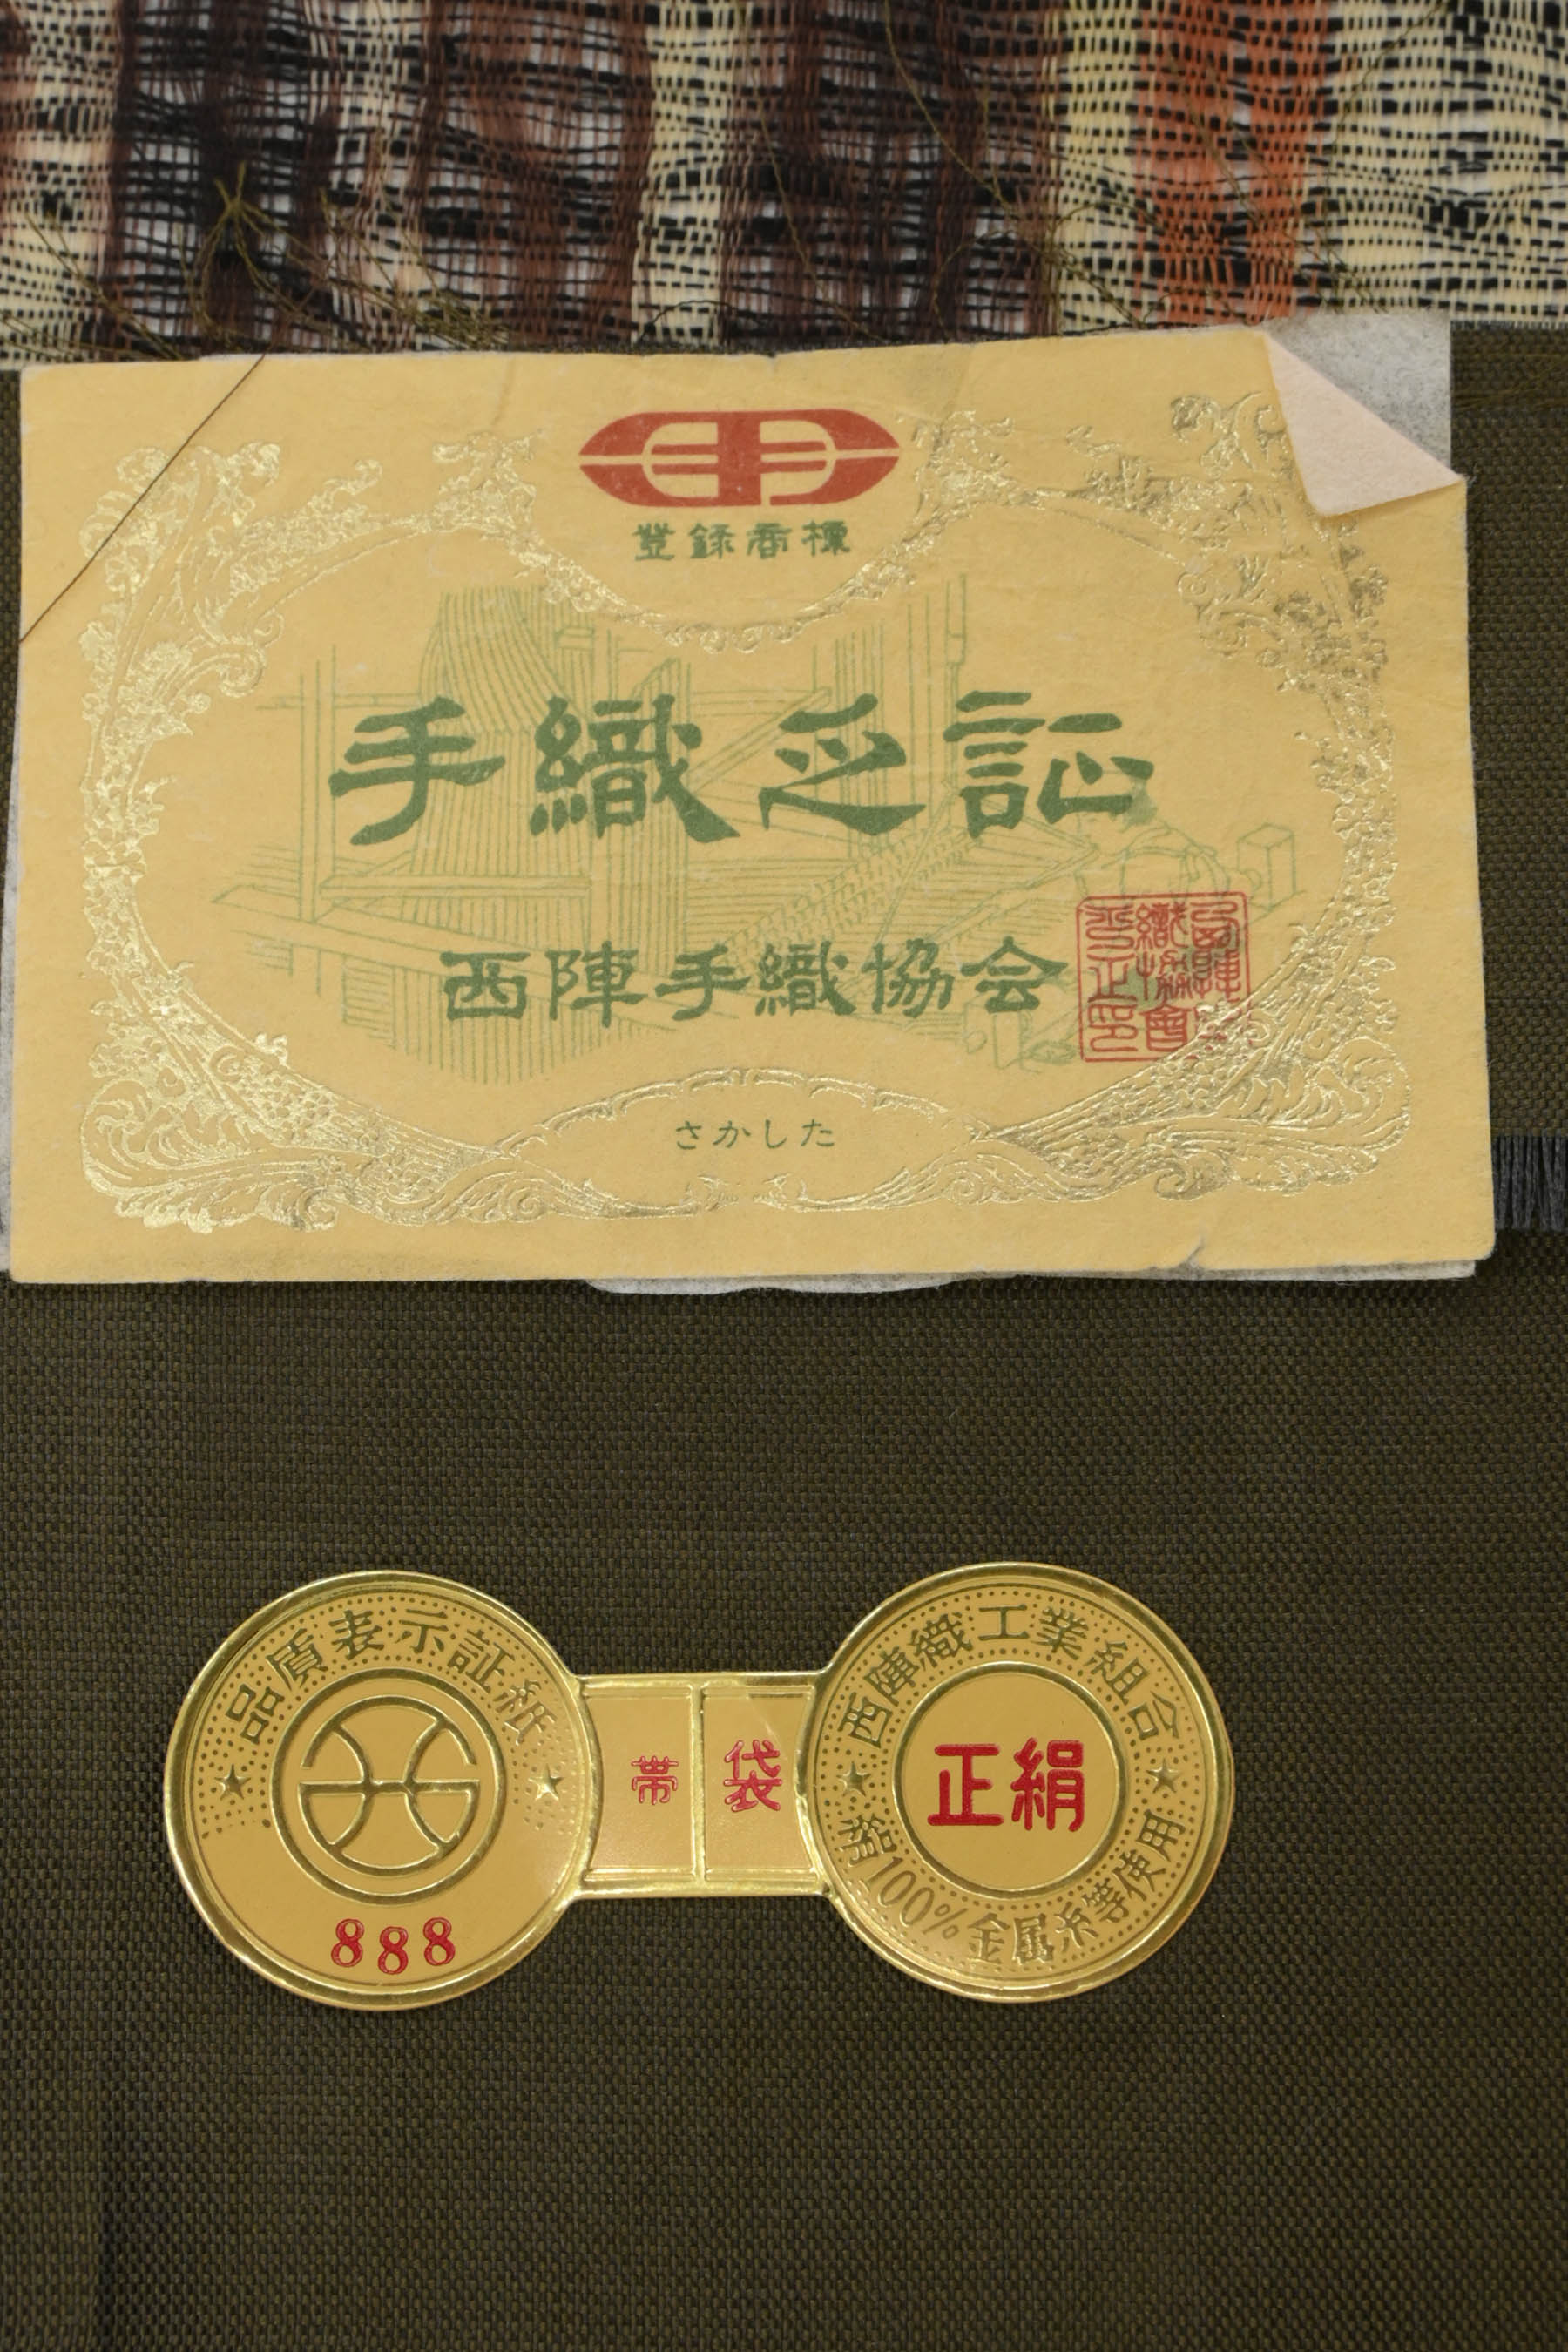 登録商標
手織之証
西陣手織協会
さかした
品質表示証紙
888
帯 袋
西陣織工業組合
正絹
絹100%金属糸等使用